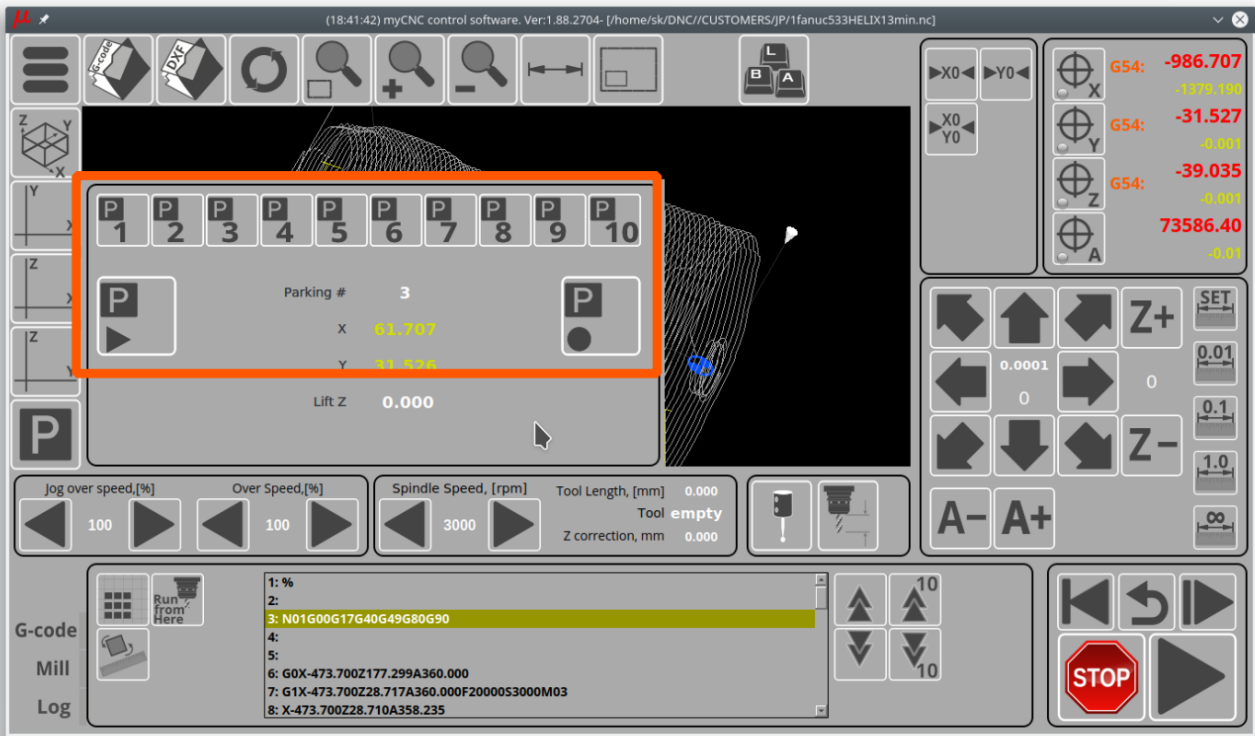 (18:41:42) myCNC control software. Ver:1.88.2704- [/home/sk/DNC//CUSTOMERS/JP/1fanuc533HELIX13min.nc]
G-code
DXF
L
B A
X0 Y0
X0
Y0
X G54: -986.707
-1379.190
Y G54: -31.527
-0.001
Z G54: -39.035
-0.001
A 73586.40
-0.01
Z Y
X
Y
X
Z
X
Z
Y
P
P 1 P 2 P 3 P 4 P 5 P 6 P 7 P 8 P 9 P 10
P
P
Parking # 3
X 61.707
Y 31.526
Lift Z 0.000
Z+
SET
0.0001
0
0
0.01
0.1
Z-
1.0
A- A+
∞
Jog over speed,[%]
100
Over Speed,[%]
100
Spindle Speed, [rpm]
3000
Tool Length, [mm] 0.000
Tool empty
Z correction, mm 0.000
G-code
Mill
Log
Run
from
Here
1: %
2:
3: N01G00G17G40G49G80G90
4:
5:
6: G0X-473.700Z177.299A360.000
7: G1X-473.700Z28.717A360.000F20000S3000M03
8: X-473.700Z28.710A358.235
10
10
STOP